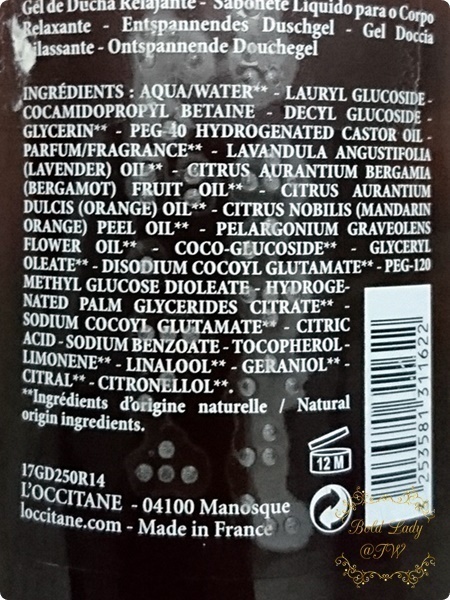 Gel de Ducha Relajante - Sabonete Líquido para o Corpo
Relaxante - Entspannendes Duschgel - Gel Doccia
Rilassante - Ontspannende Douchegel
INGRÉDIENTS : AQUA/WATER** - LAURYL GLUCOSIDE -
COCAMIDOPROPYL BETAINE - DECYL GLUCOSIDE -
GLYCERIN** - PEG-40 HYDROGENATED CASTOR OIL -
PARFUM/FRAGRANCE** - LAVANDULA ANGUSTIFOLIA
(LAVENDER) OIL** - CITRUS AURANTIUM BERGAMIA
(BERGAMOT) FRUIT OIL** - CITRUS AURANTIUM
DULCIS (ORANGE) OIL** - CITRUS NOBILIS (MANDARIN
ORANGE) PEEL OIL** - PELARGONIUM GRAVEOLENS
FLOWER OIL** - COCO-GLUCOSIDE** - GLYCERYL
OLEATE** - DISODIUM COCOYL GLUTAMATE** - PEG-120
METHYL GLUCOSE DIOLEATE - HYDROGE-
NATED PALM GLYCERIDES CITRATE** -
SODIUM COCOYL GLUTAMATE** - CITRIC
ACID - SODIUM BENZOATE - TOCOPHEROL -
LIMONENE** - LINALOOL** - GERANIOL** -
CITRAL** - CITRONELLOL**.
**Ingrédients d'origine naturelle / Natural
origin ingredients.
12 M
17GD250R14
L'OCCITANE - 04100 Manosque
loccitane.com - Made in France
253581 311622
Bold Lady
@TW